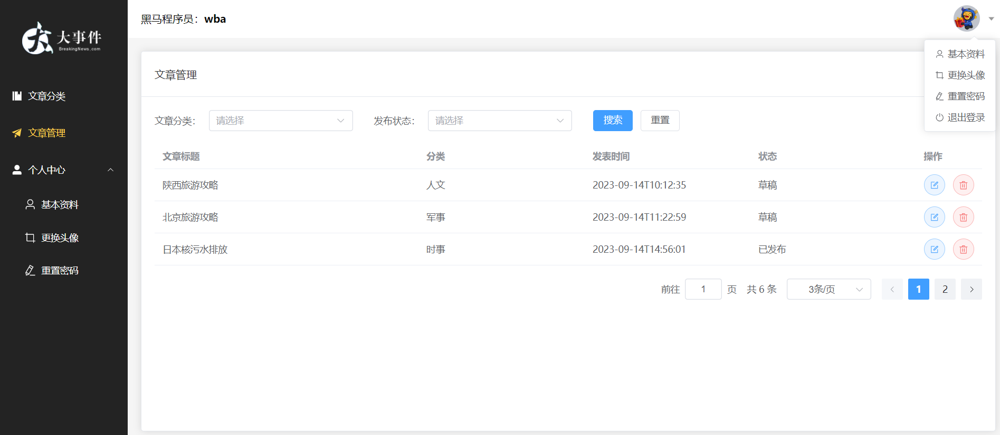 大事件
BreakingNews.com
文章分类
文章管理
个人中心
基本资料
更换头像
重置密码
黑马程序员：wba
基本资料
更换头像
重置密码
退出登录
文章管理
文章分类： 请选择 发布状态： 请选择 搜索 重置
文章标题 分类 发表时间 状态 操作
陕西旅游攻略 人文 2023-09-14T10:12:35 草稿
北京旅游攻略 军事 2023-09-14T11:22:59 草稿
日本核污水排放 时事 2023-09-14T14:56:01 已发布
前往 1 页 共 6 条 3条/页 1 2